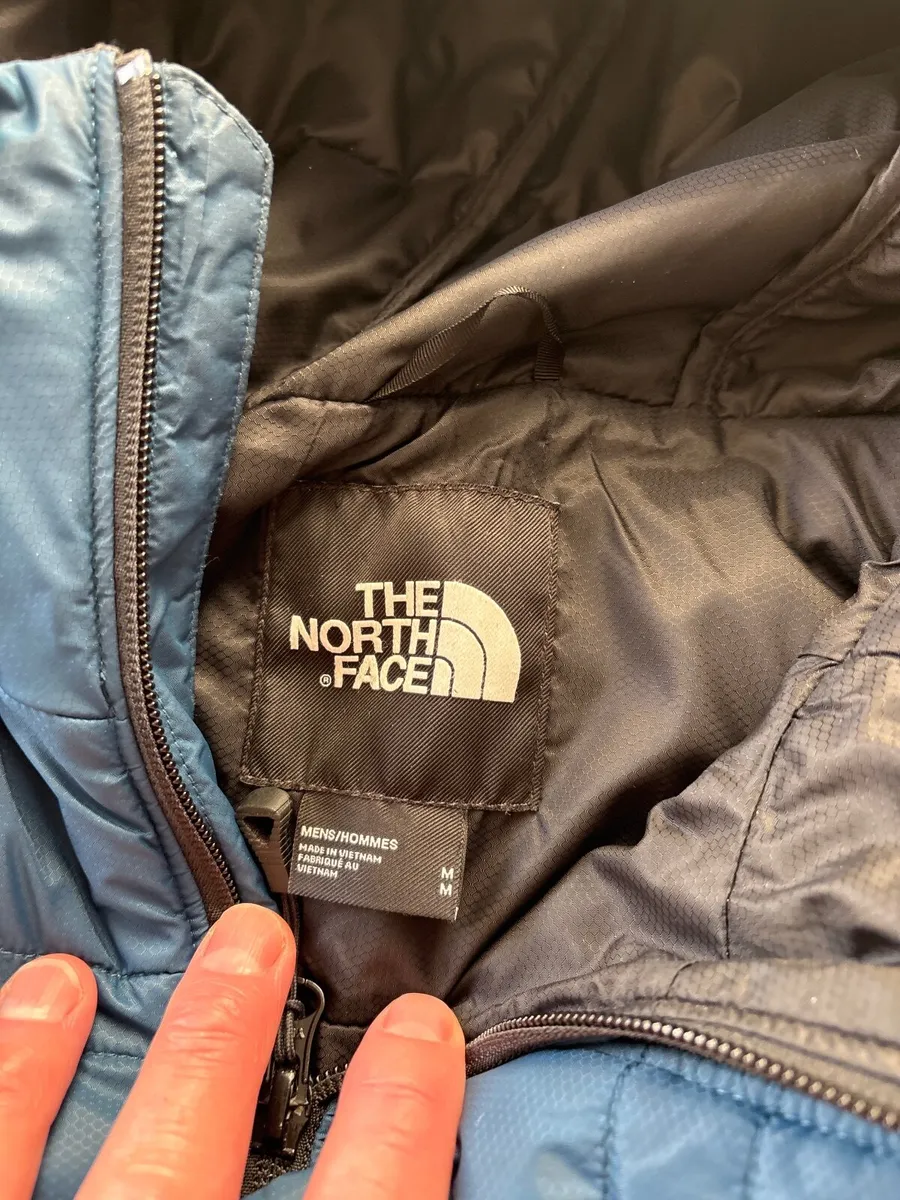 THE
NORTH
®FACE
MENS/HOMMES
MADE IN VIETNAM
FABRIQUÉ AU
VIETNAM
M
M